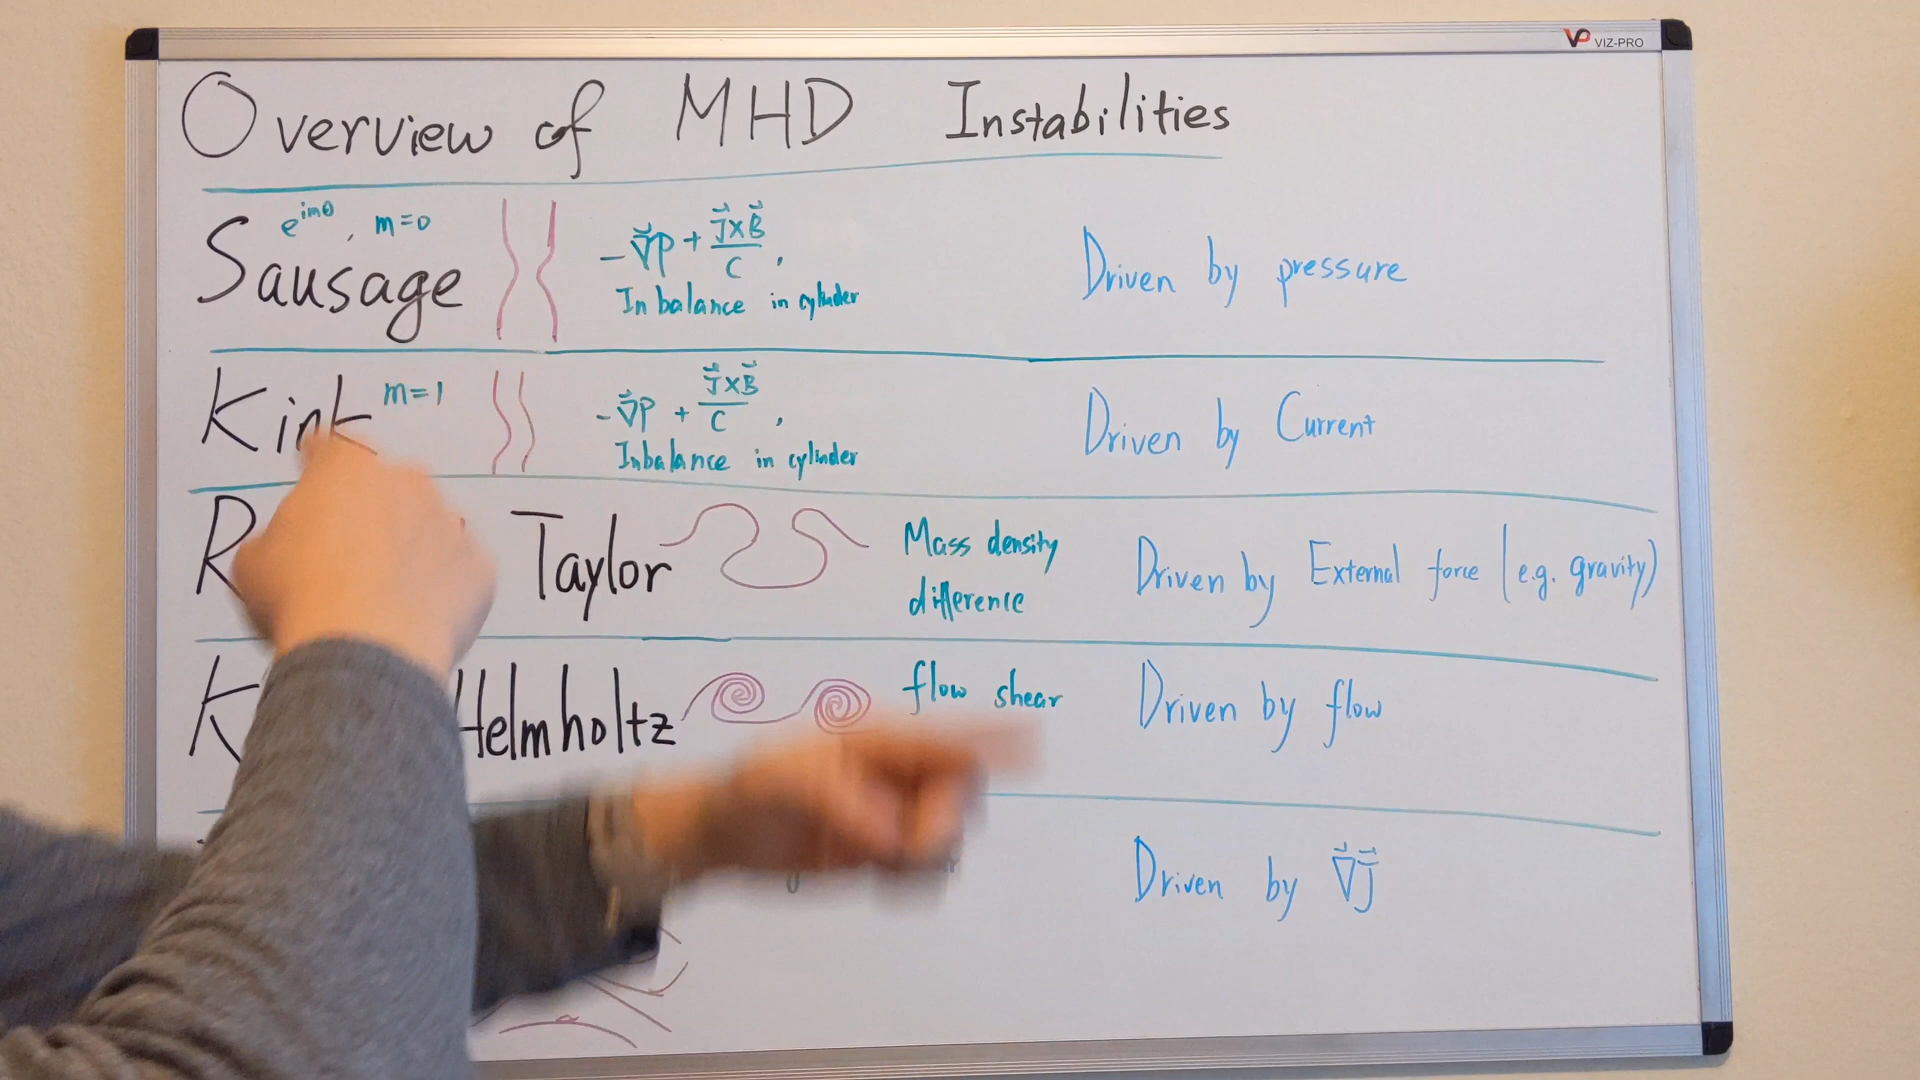 VP VIZ-PRO
Overview of MHD Instabilities
e^{imθ}, m=0
Sausage
-∇⃗p + J⃗×B⃗/C,
Inbalance in cylinder
Driven by pressure
Kink m=1
-∇⃗p + J⃗×B⃗/C,
Inbalance in cylinder
Driven by Current
R
Taylor
Mass density
difference
Driven by External force (e.g. gravity)
K
Helmholtz
flow shear
Driven by flow
Driven by ∇⃗J⃗